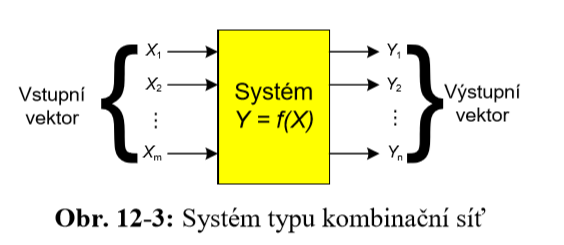 X1
Y1
X2
Y2
Vstupní
vektor
Systém
Y = f(X)
Výstupní
vektor
⋮
⋮
Xm
Yn
Obr. 12-3: Systém typu kombinační síť